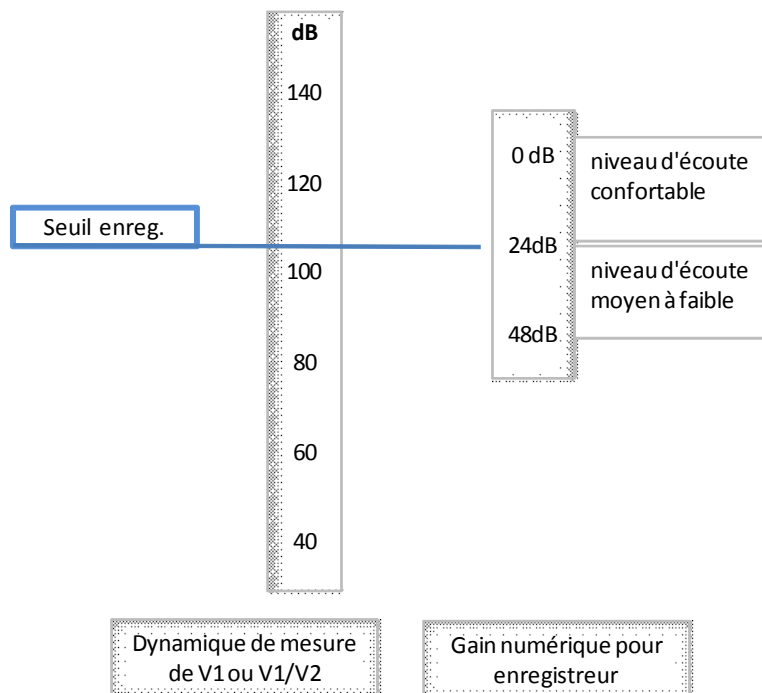 dB
140
120
100
80
60
40
Seuil enreg.
0 dB
24dB
48dB
niveau d'écoute
confortable
niveau d'écoute
moyen à faible
Dynamique de mesure
de V1 ou V1/V2
Gain numérique pour
enregistreur